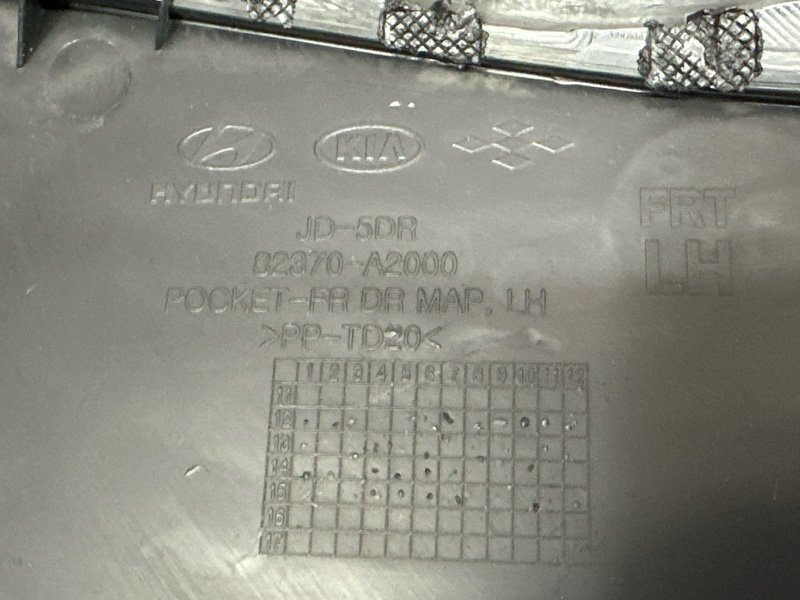 HYUNDAI
KIA
FRT
LH
JD-5DR
82370-A2000
POCKET-FR DR MAP, LH
>PP-TD20<
1 2 3 4 5 6 7 8 9 10 11 12
11
12
13
14
15
16
17